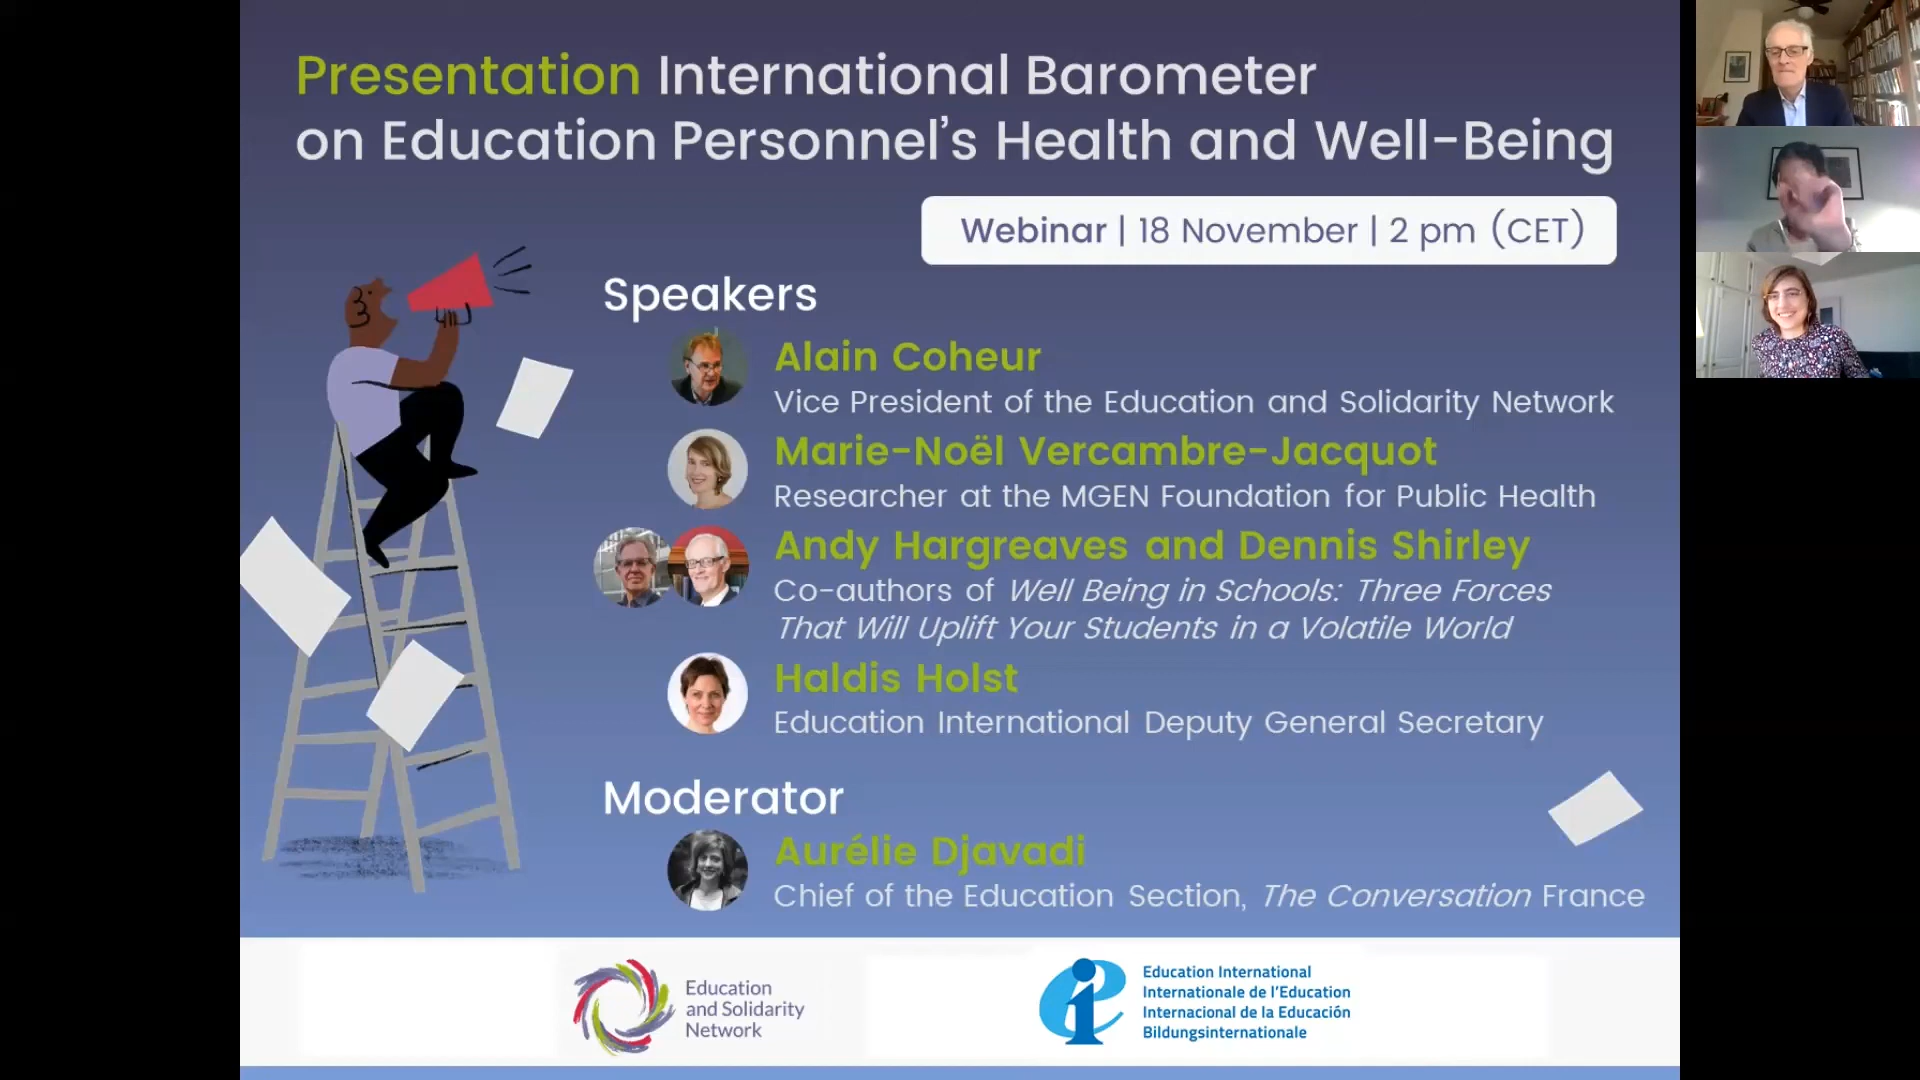 Presentation International Barometer
on Education Personnel’s Health and Well-Being
Webinar | 18 November | 2 pm (CET)
Speakers
Alain Coheur
Vice President of the Education and Solidarity Network
Marie-Noël Vercambre-Jacquot
Researcher at the MGEN Foundation for Public Health
Andy Hargreaves and Dennis Shirley
Co-authors of Well Being in Schools: Three Forces
That Will Uplift Your Students in a Volatile World
Haldis Holst
Education International Deputy General Secretary
Moderator
Aurélie Djavadi
Chief of the Education Section, The Conversation France
Education
and Solidarity
Network
Education International
Internationale de l’Education
Internacional de la Educación
Bildungsinternationale